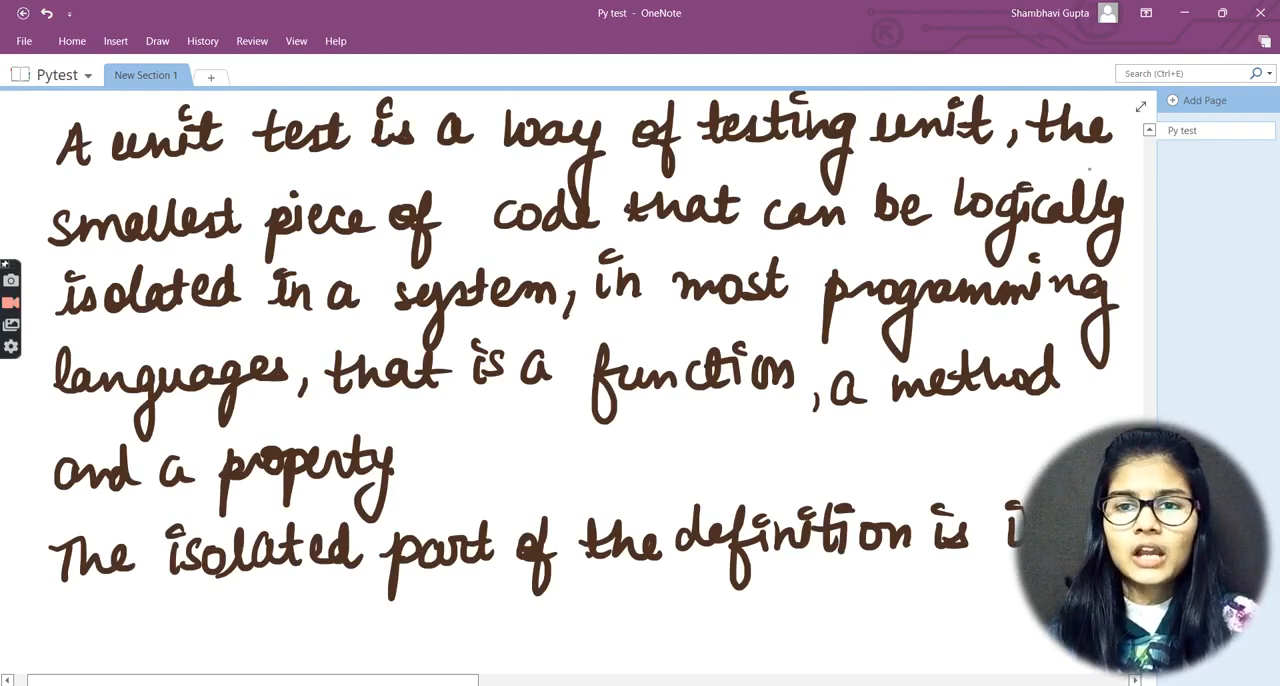 Py test - OneNote
Shambhavi Gupta
File Home Insert Draw History Review View Help
Pytest New Section 1 +
Search (Ctrl+E)
Add Page
Py test
A unit test is a way of testing unit, the
smallest piece of code that can be logically
isolated in a system, in most programming
languages, that is a function, a method
and a property
The isolated part of the definition is i